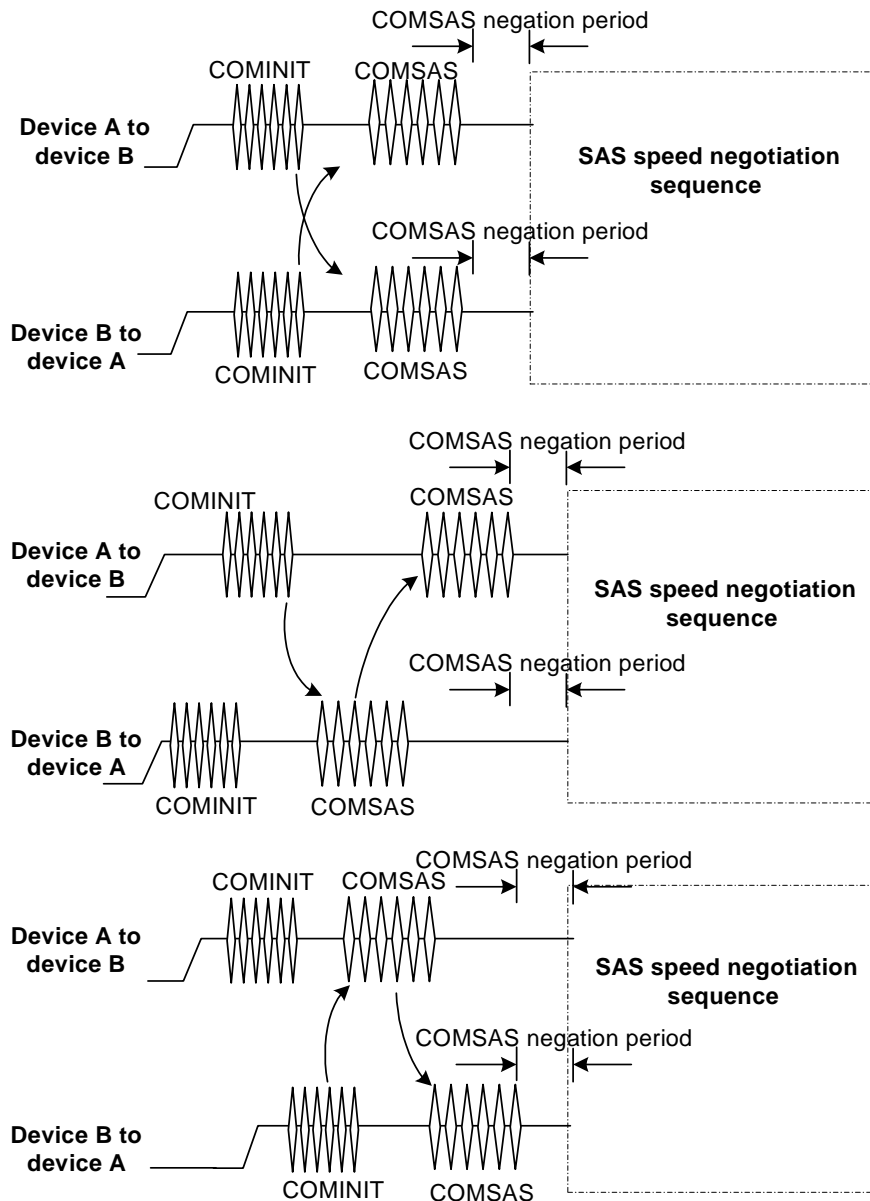 COMSAS negation period
COMINIT
COMSAS
Device A to
device B
SAS speed negotiation
sequence
COMSAS negation period
Device B to
device A
COMINIT
COMSAS
COMSAS negation period
COMINIT
COMSAS
Device A to
device B
SAS speed negotiation
sequence
COMSAS negation period
Device B to
device A
COMINIT
COMSAS
COMSAS negation period
COMINIT
COMSAS
Device A to
device B
SAS speed negotiation
sequence
COMSAS negation period
Device B to
device A
COMINIT
COMSAS